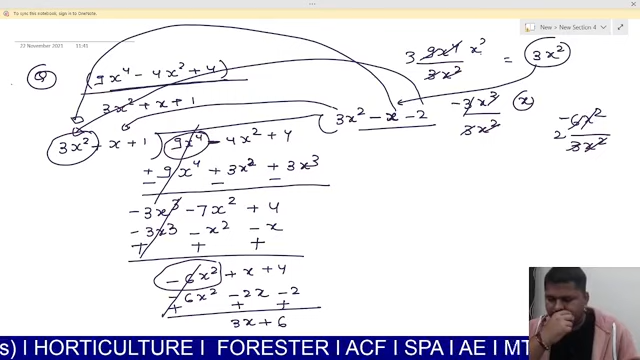 To sync this section, sign in to OneNote.
New Section 4
22 November 2021 11:41
Q (9x⁴ - 4x² + 4)
3x² + x + 1
3 9x⁴ x² = 3x²
3x²
3x² - x + 1) 9x⁴ - 4x² + 4 (3x² - x - 2
-3x³ (x)
3x²
2 -6x²
3x²
+9x⁴ + 3x² + 3x³
- - -
-3x³ - 7x² + 4
-3x³ - x² - x
+ + +
-6x² + x + 4
-6x² - 2x - 2
+ + +
3x + 6
s) I HORTICULTURE I FORESTER I ACF I SPA I AE I MT